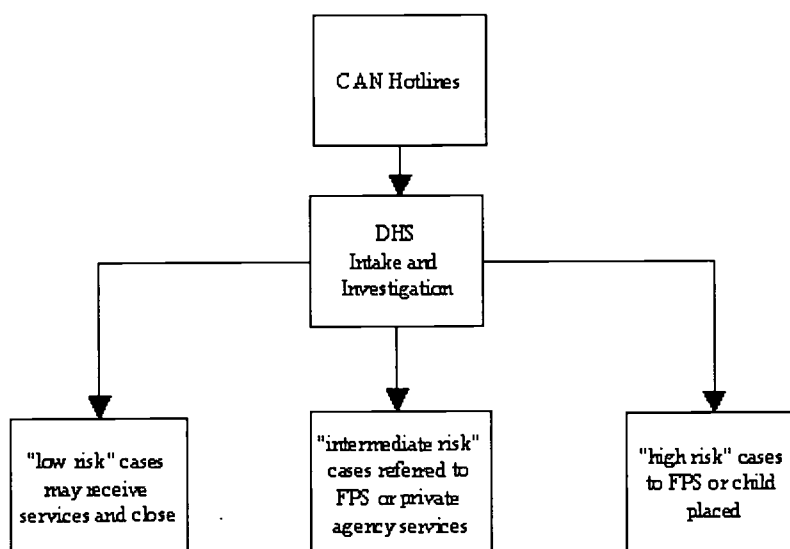 CAN Hotlines
DHS
Intake and
Investigation
"low risk" cases
may receive
services and close
"intermediate risk"
cases referred to
FPS or private
agency services
"high risk" cases
to FPS or child
placed